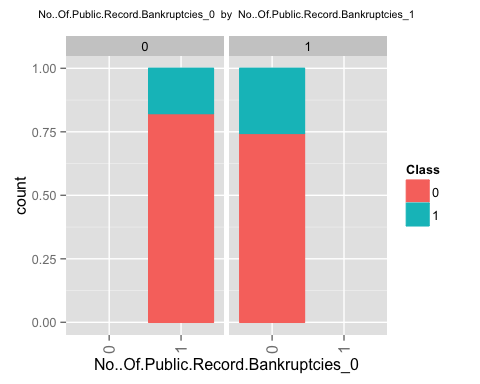 No..Of.Public.Record.Bankruptcies_0 by No..Of.Public.Record.Bankruptcies_1
0 1
1.00
0.75
0.50
0.25
0.00
count
0 1 0 1
No..Of.Public.Record.Bankruptcies_0
Class
0
1